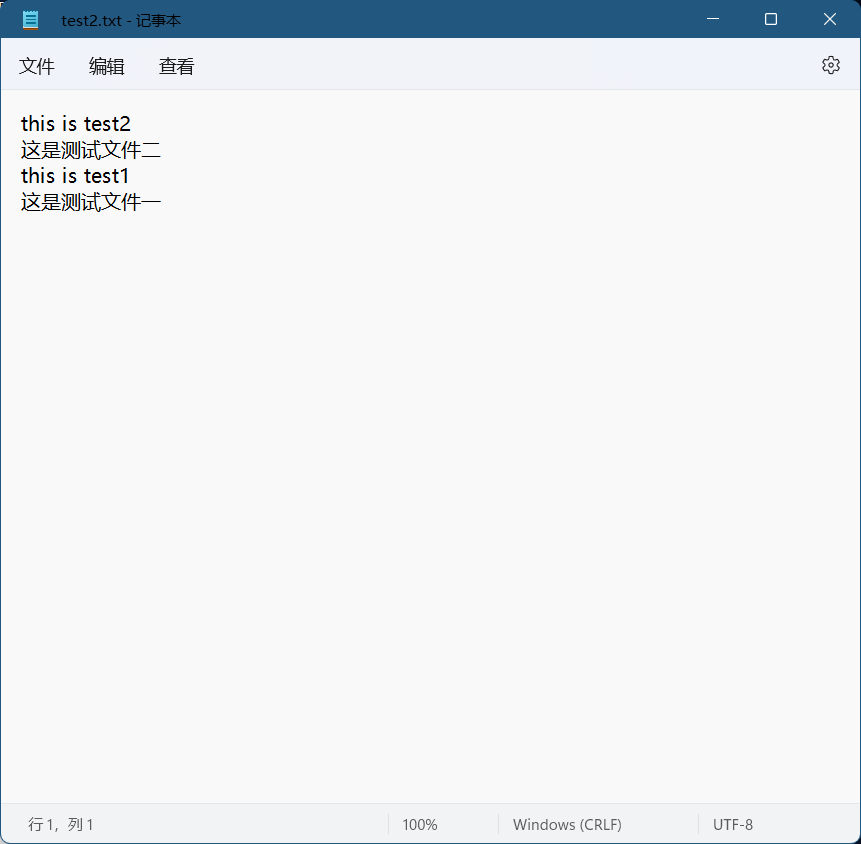 test2.txt - 记事本
文件 编辑 查看
this is test2
这是测试文件二
this is test1
这是测试文件一
行 1，列 1 100% Windows (CRLF) UTF-8